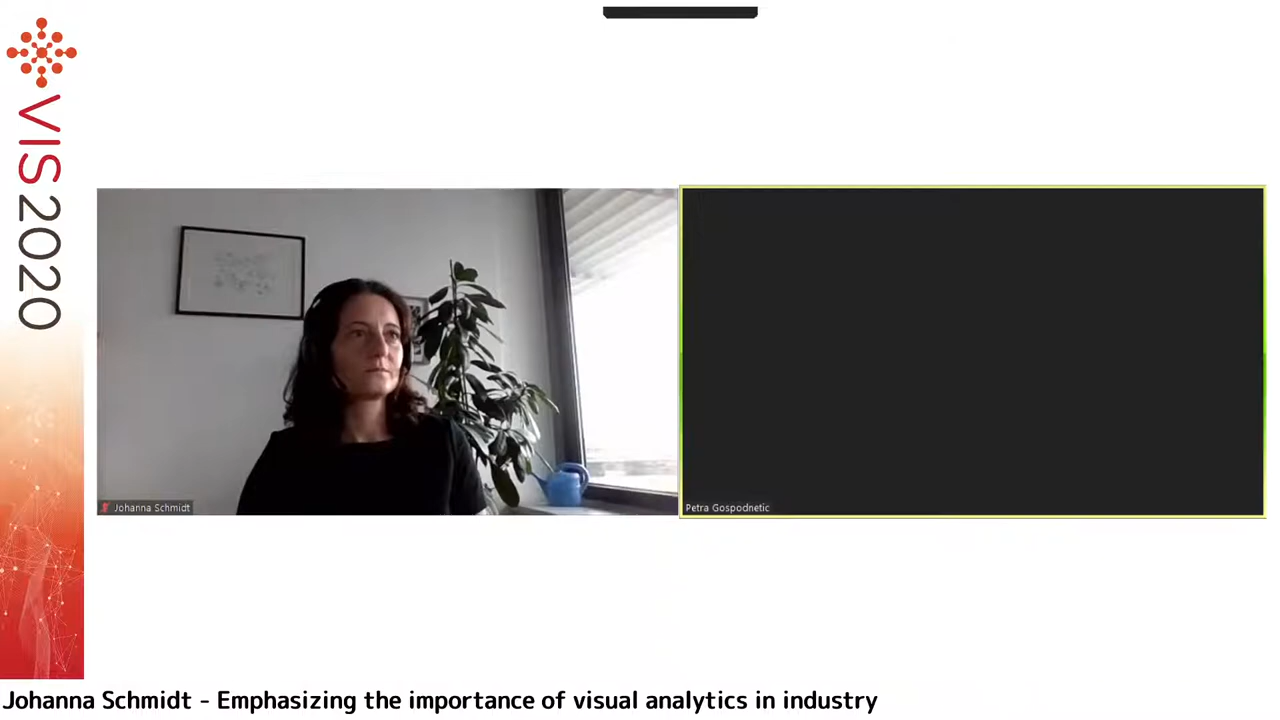 VIS2020
Johanna Schmidt
Petra Gospodnetic
Johanna Schmidt - Emphasizing the importance of visual analytics in industry